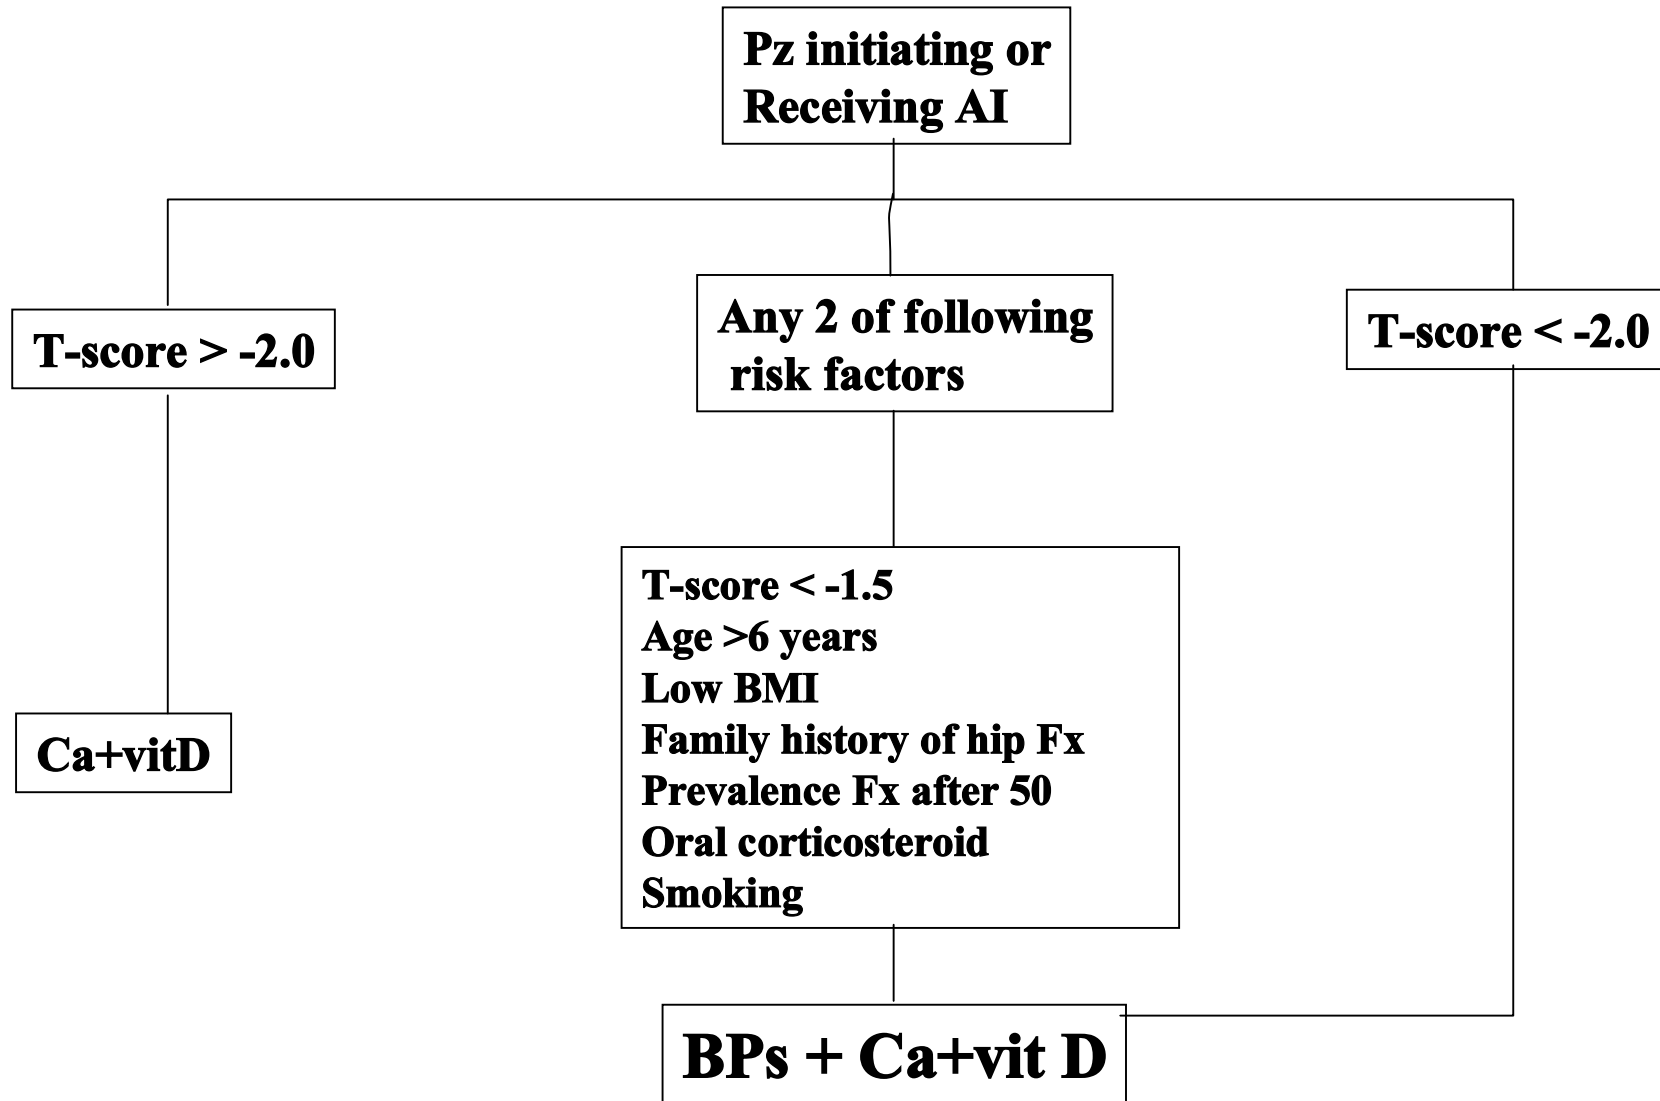 Pz initiating or
Receiving AI
T-score > -2.0
Any 2 of following
risk factors
T-score < -2.0
T-score < -1.5
Age >6 years
Low BMI
Family history of hip Fx
Prevalence Fx after 50
Oral corticosteroid
Smoking
Ca+vitD
BPs + Ca+vit D